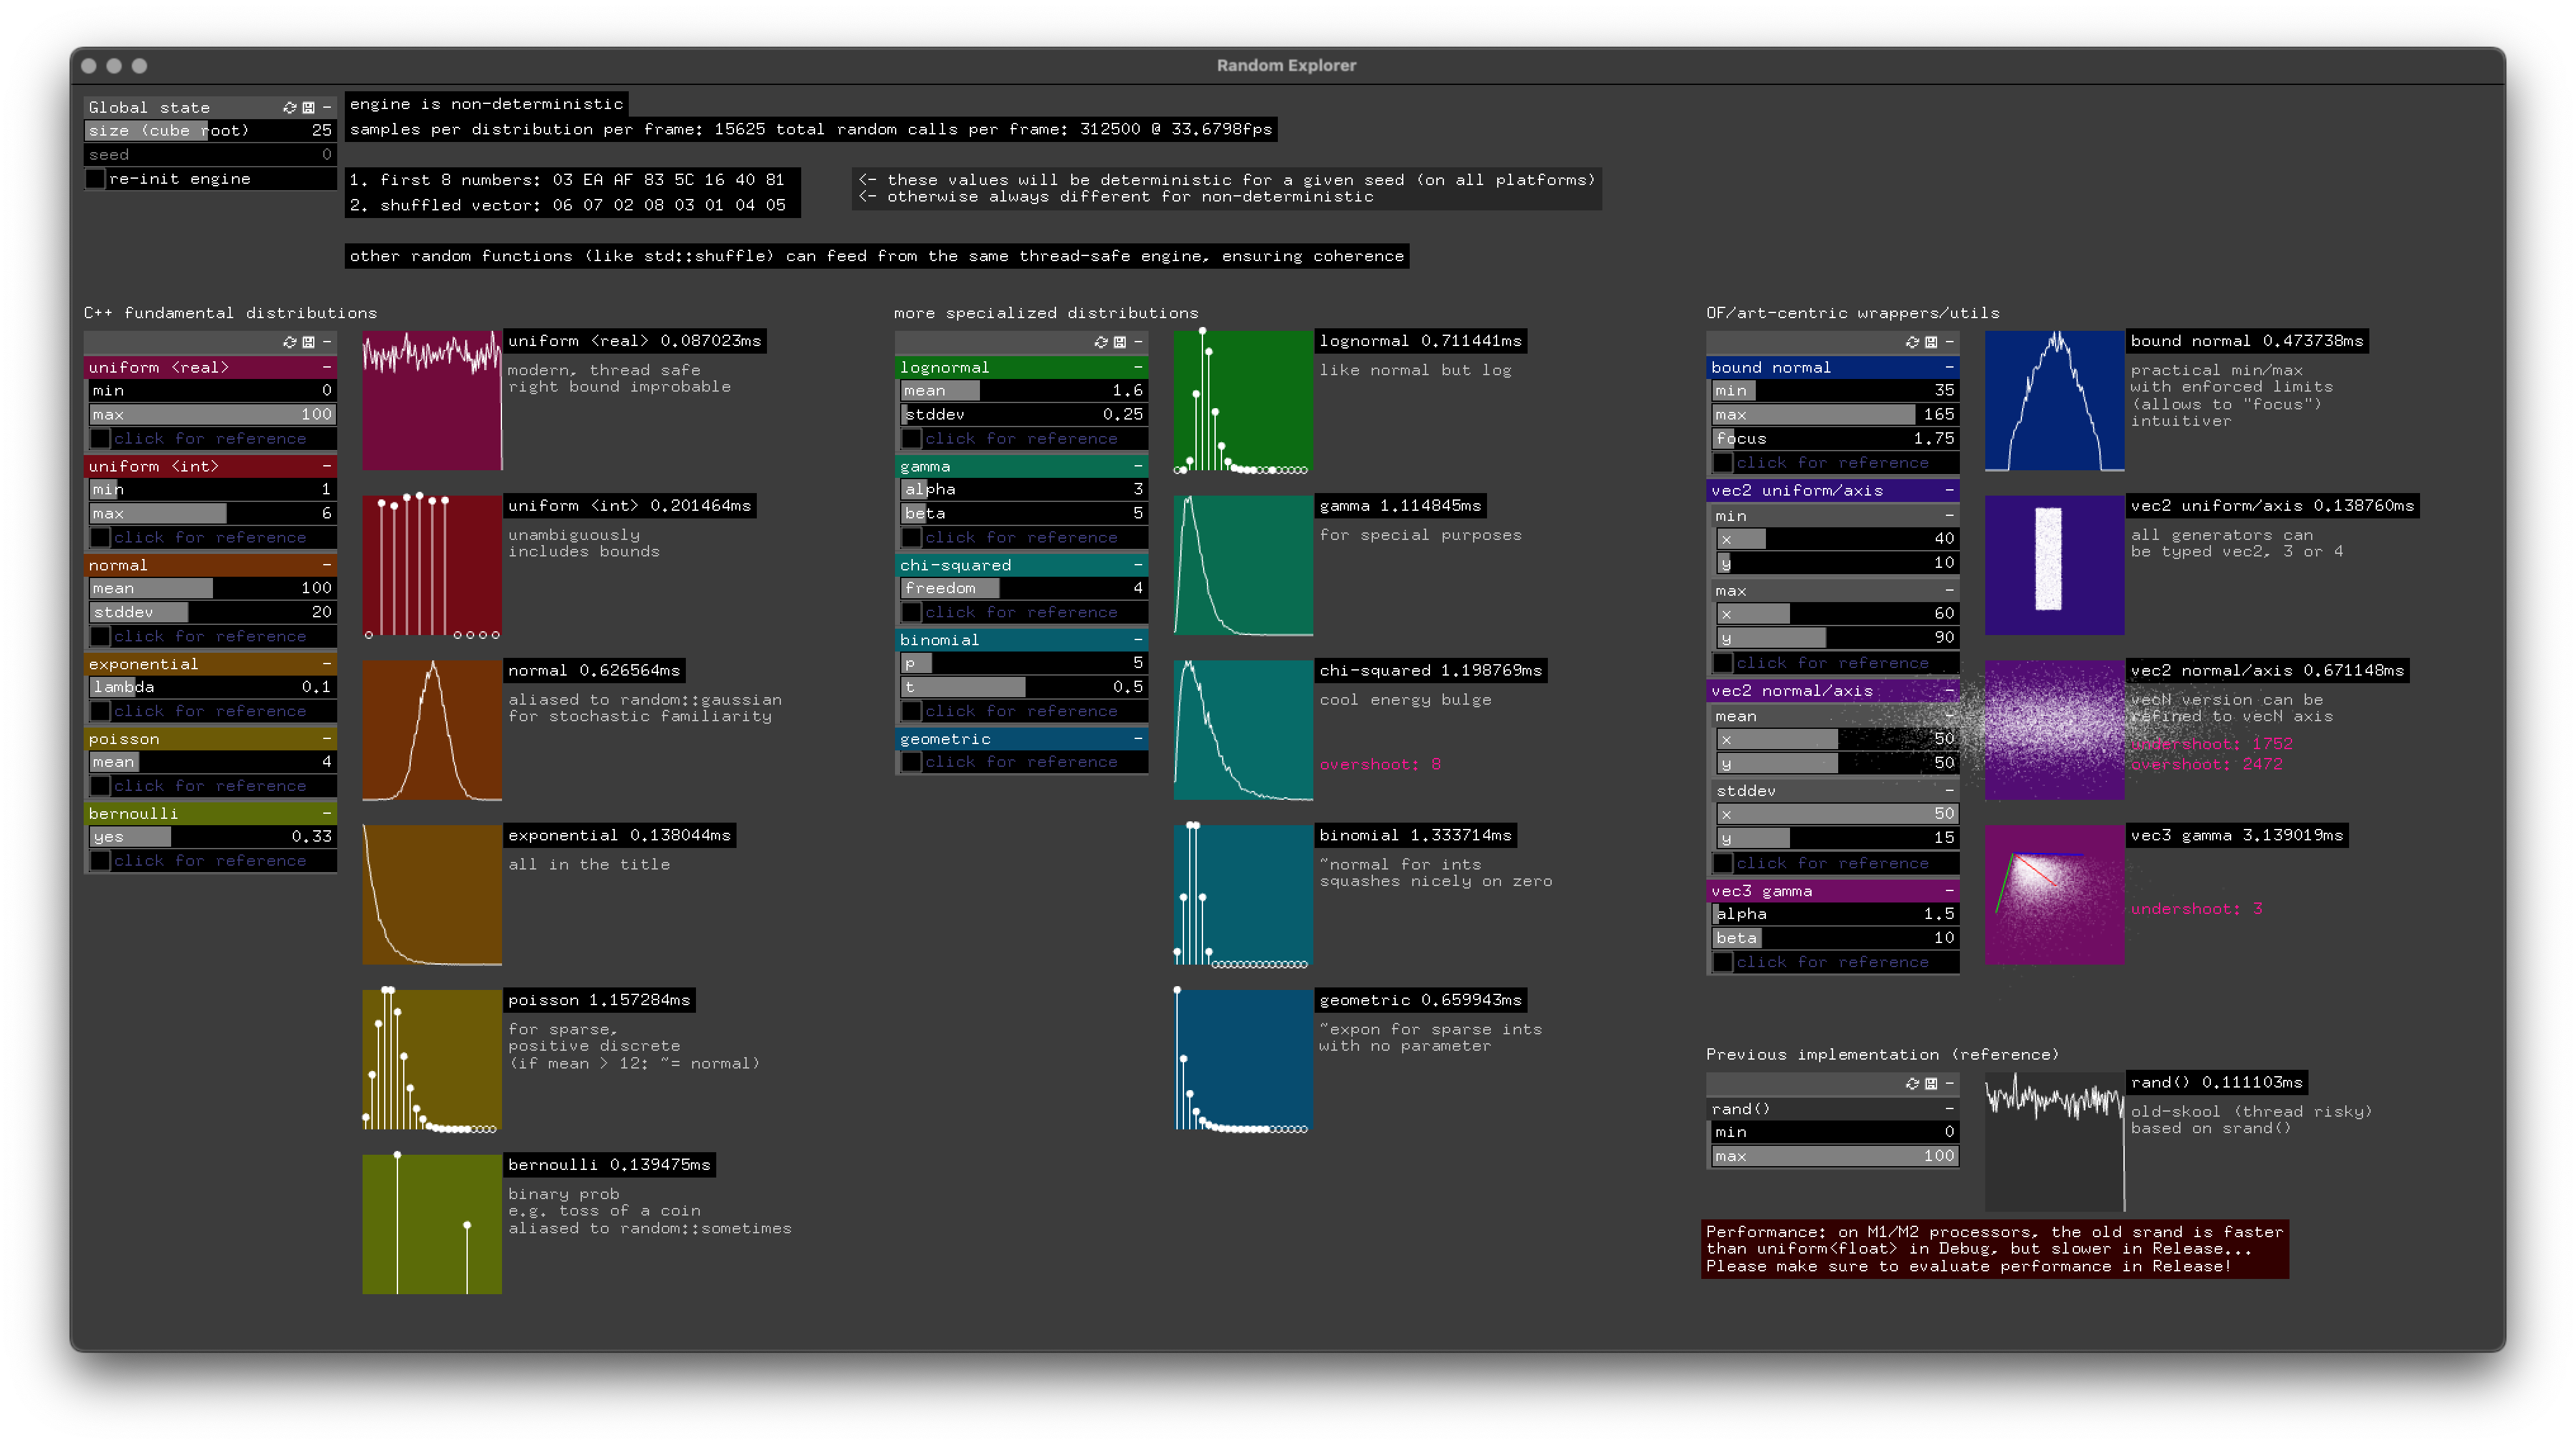 Random Explorer
Global state
size (cube root) 25
seed 0
re-init engine
engine is non-deterministic
samples per distribution per frame: 15625 total random calls per frame: 312500 @ 33.6798fps
1. first 8 numbers: 03 EA AF 83 5C 16 40 81
2. shuffled vector: 06 07 02 08 03 01 04 05
<- these values will be deterministic for a given seed (on all platforms)
<- otherwise always different for non-deterministic
other random functions (like std::shuffle) can feed from the same thread-safe engine, ensuring coherence
C++ fundamental distributions
uniform <real>
min 0
max 100
click for reference
uniform <int>
min 1
max 6
click for reference
normal
mean 100
stddev 20
click for reference
exponential
lambda 0.1
click for reference
poisson
mean 4
click for reference
bernoulli
yes 0.33
click for reference
uniform <real> 0.087023ms
modern, thread safe
right bound improbable
uniform <int> 0.201464ms
unambiguously
includes bounds
normal 0.626564ms
aliased to random::gaussian
for stochastic familiarity
exponential 0.138044ms
all in the title
poisson 1.157284ms
for sparse,
positive discrete
(if mean > 12: ~= normal)
bernoulli 0.139475ms
binary prob
e.g. toss of a coin
aliased to random::sometimes
more specialized distributions
lognormal
mean 1.6
stddev 0.25
click for reference
gamma
alpha 3
beta 5
click for reference
chi-squared
freedom 4
click for reference
binomial
p 5
t 0.5
click for reference
geometric
click for reference
lognormal 0.711441ms
like normal but log
gamma 1.114845ms
for special purposes
chi-squared 1.198769ms
cool energy bulge
overshoot: 8
binomial 1.333714ms
~normal for ints
squashes nicely on zero
geometric 0.659943ms
~expon for sparse ints
with no parameter
OF/art-centric wrappers/utils
bound normal
min 35
max 165
focus 1.75
click for reference
vec2 uniform/axis
min
x 40
y 10
max
x 60
y 90
click for reference
vec2 normal/axis
mean
x 50
y 50
stddev
x 50
y 15
click for reference
vec3 gamma
alpha 1.5
beta 10
click for reference
bound normal 0.473738ms
practical min/max
with enforced limits
(allows to "focus")
intuitiver
vec2 uniform/axis 0.138760ms
all generators can
be typed vec2, 3 or 4
vec2 normal/axis 0.671148ms
vecN version can be
refined to vecN axis
undershoot: 1752
overshoot: 2472
vec3 gamma 3.139019ms
undershoot: 3
Previous implementation (reference)
rand()
min 0
max 100
rand() 0.111103ms
old-skool (thread risky)
based on srand()
Performance: on M1/M2 processors, the old srand is faster
than uniform<float> in Debug, but slower in Release...
Please make sure to evaluate performance in Release!